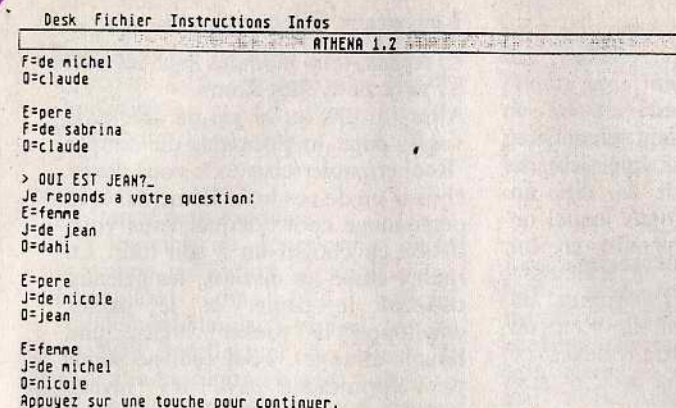 Desk Fichier Instructions Infos
ATHENA 1.2
F=de michel
O=claude
E=pere
F=de sabrina
O=claude
> QUI EST JEAN?_
Je reponds a votre question:
E=femme
J=de jean
O=dahi
E=pere
J=de nicole
O=jean
E=femme
J=de michel
O=nicole
Appuyez sur une touche pour continuer.